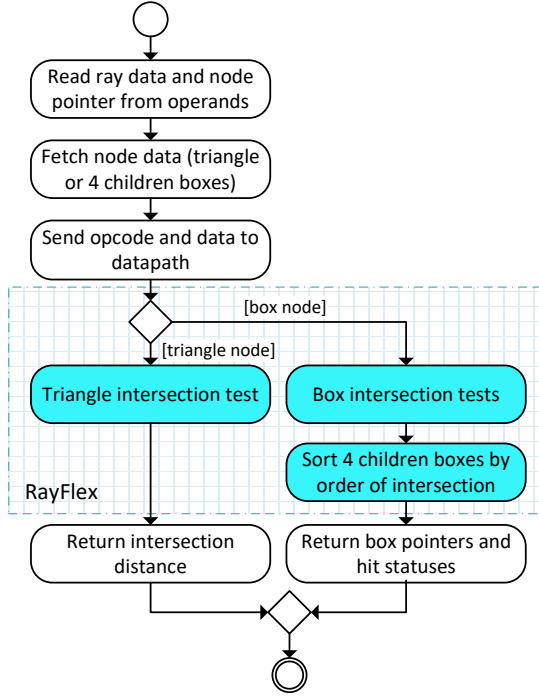 Read ray data and node
pointer from operands
Fetch node data (triangle
or 4 children boxes)
Send opcode and data to
datapath
[box node]
[triangle node]
Triangle intersection test
Box intersection tests
Sort 4 children boxes by
order of intersection
RayFlex
Return intersection
distance
Return box pointers and
hit statuses